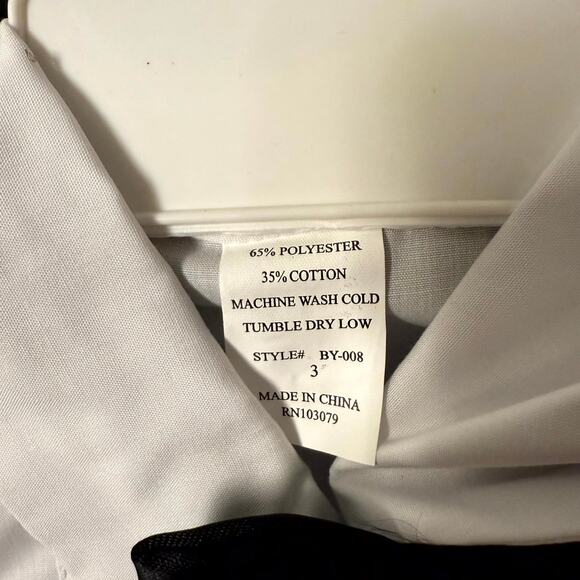 65% POLYESTER
35% COTTON
MACHINE WASH COLD
TUMBLE DRY LOW
STYLE# BY-008
3
MADE IN CHINA
RN103079